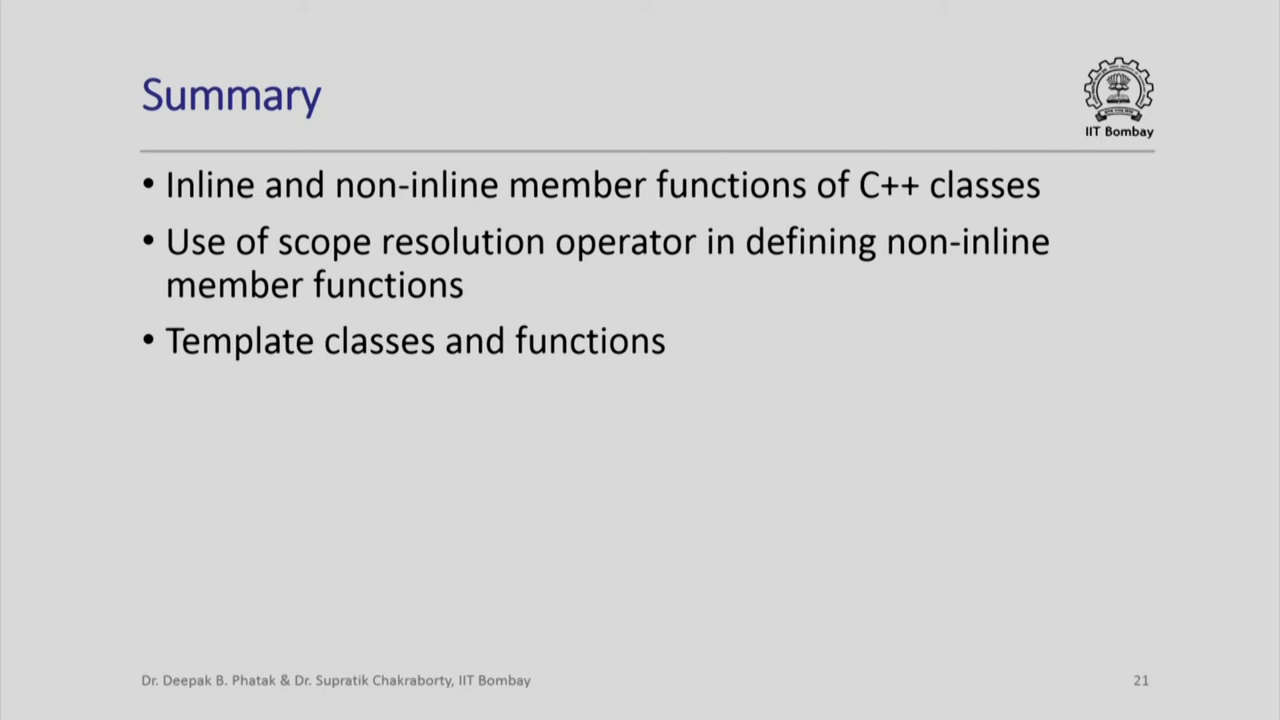 Summary
IIT Bombay
• Inline and non-inline member functions of C++ classes
• Use of scope resolution operator in defining non-inline
member functions
• Template classes and functions
Dr. Deepak B. Phatak & Dr. Supratik Chakraborty, IIT Bombay
21